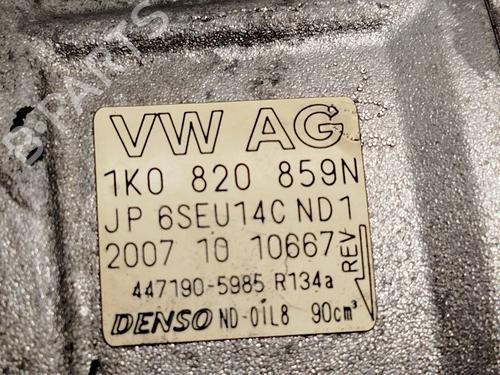 B-PARTS
VW AG
1K0 820 859N
JP 6SEU14C ND1
2007 10 10667
REV
447190-5985 R134a
DENSO ND-OIL8 90cm³